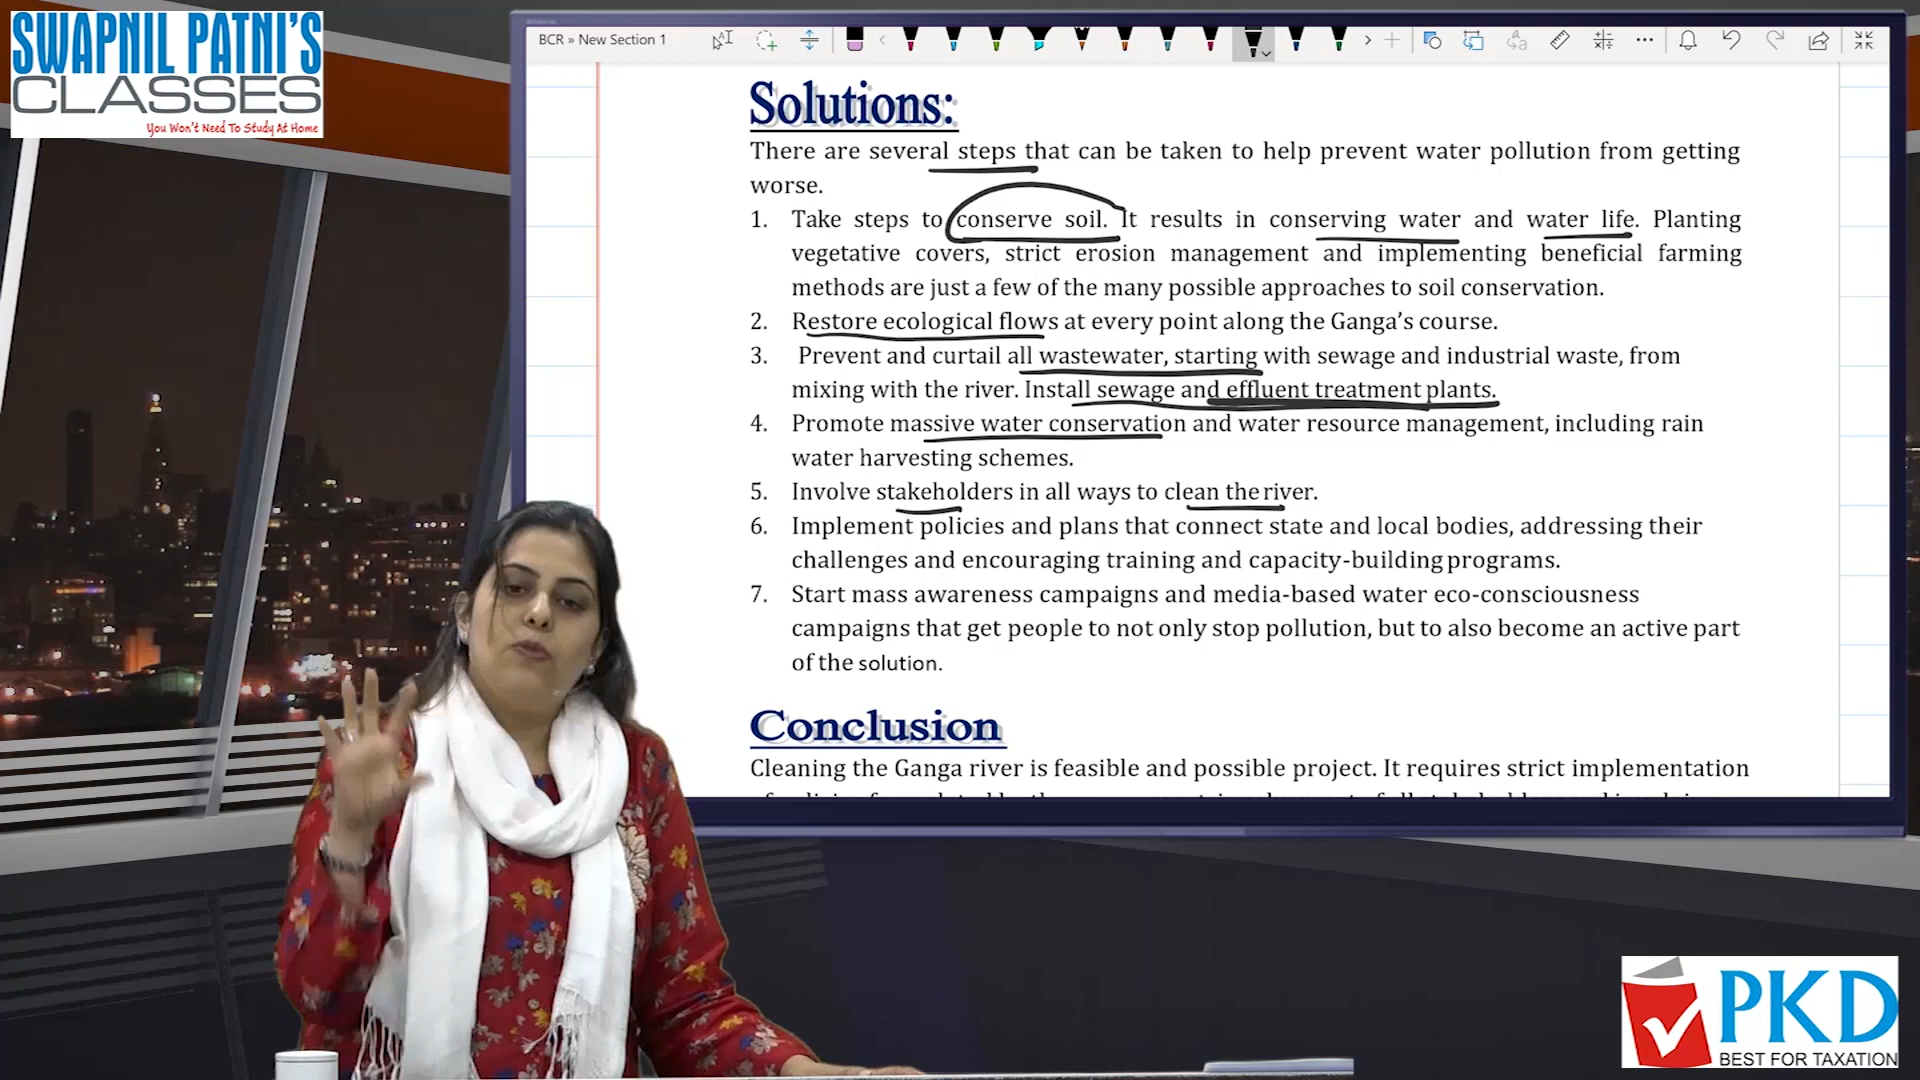 SWAPNIL PATNI'S
CLASSES
You Won't Need To Study At Home
BCR » New Section 1
Solutions:
There are several steps that can be taken to help prevent water pollution from getting
worse.
1. Take steps to conserve soil. It results in conserving water and water life. Planting
vegetative covers, strict erosion management and implementing beneficial farming
methods are just a few of the many possible approaches to soil conservation.
2. Restore ecological flows at every point along the Ganga's course.
3. Prevent and curtail all wastewater, starting with sewage and industrial waste, from
mixing with the river. Install sewage and effluent treatment plants.
4. Promote massive water conservation and water resource management, including rain
water harvesting schemes.
5. Involve stakeholders in all ways to clean the river.
6. Implement policies and plans that connect state and local bodies, addressing their
challenges and encouraging training and capacity-building programs.
7. Start mass awareness campaigns and media-based water eco-consciousness
campaigns that get people to not only stop pollution, but to also become an active part
of the solution.
Conclusion
Cleaning the Ganga river is feasible and possible project. It requires strict implementation
PKD
BEST FOR TAXATION